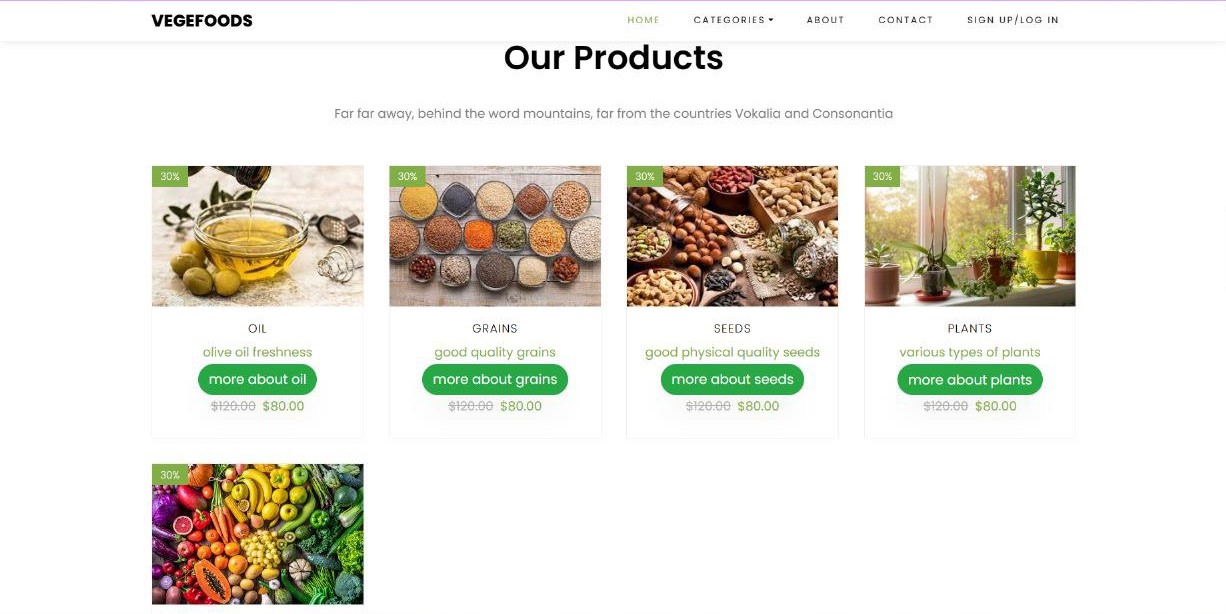 VEGEFOODS HOME CATEGORIES ABOUT CONTACT SIGN UP/LOG IN
Our Products
Far far away, behind the word mountains, far from the countries Vokalia and Consonantia
30% 30% 30% 30%
OIL GRAINS SEEDS PLANTS
olive oil freshness good quality grains good physical quality seeds various types of plants
more about oil more about grains more about seeds more about plants
$120.00 $80.00 $120.00 $80.00 $120.00 $80.00 $120.00 $80.00
30%